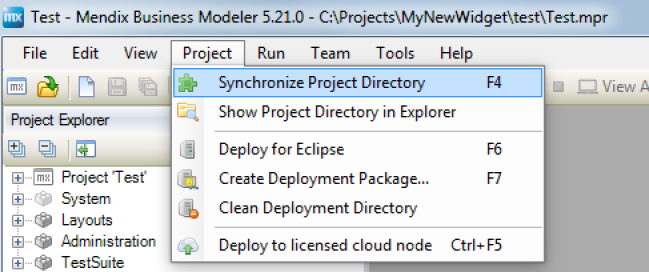 mx Test - Mendix Business Modeler 5.21.0 - C:\Projects\MyNewWidget\test\Test.mpr
File Edit View Project Run Team Tools Help
mx View A
Synchronize Project Directory F4
Show Project Directory in Explorer
Deploy for Eclipse F6
Create Deployment Package... F7
Clean Deployment Directory
Deploy to licensed cloud node Ctrl+F5
Project Explorer
mx Project 'Test'
System
Layouts
Administration
TestSuite